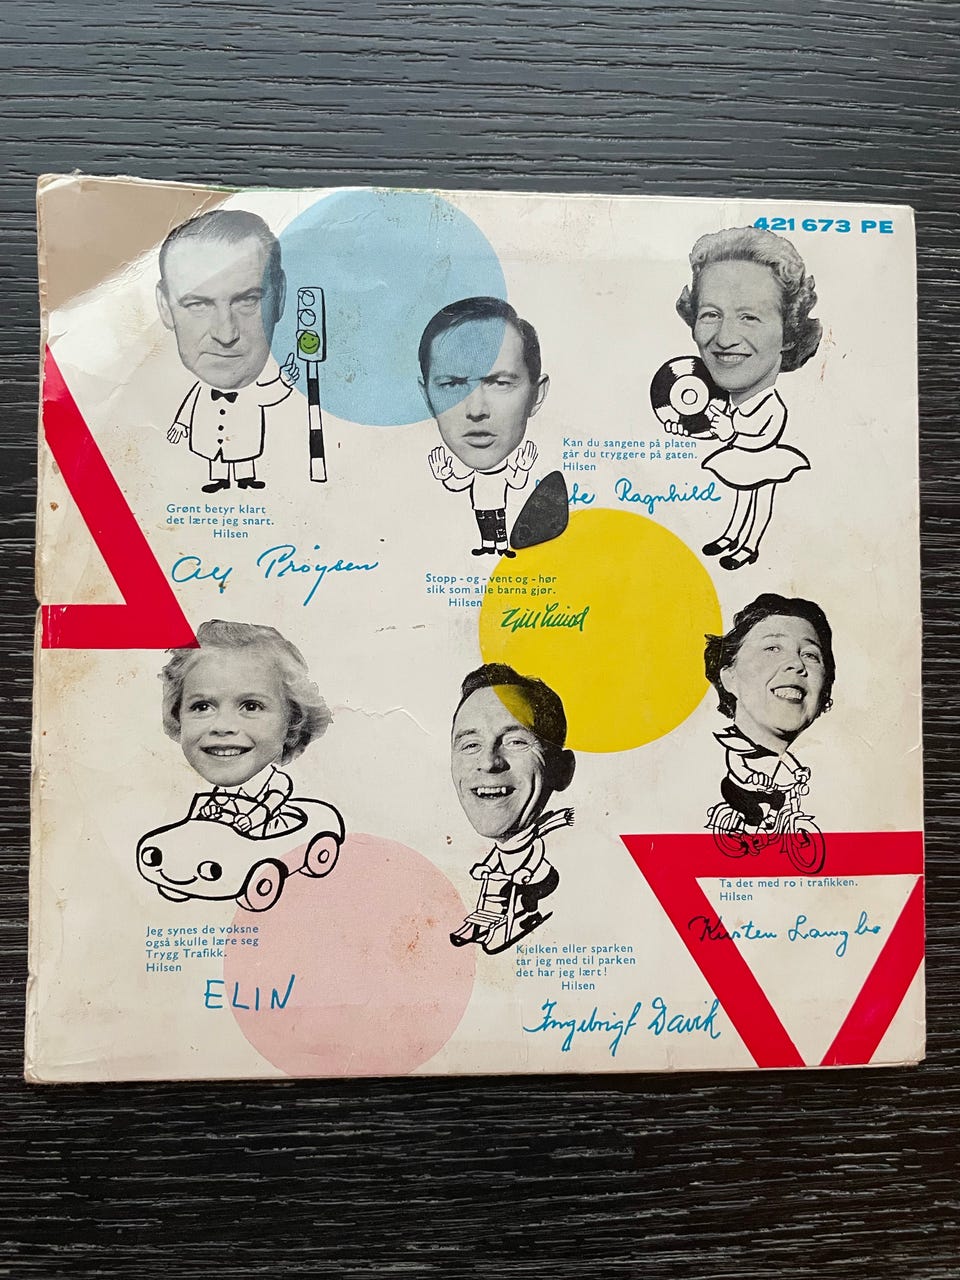 421 673 PE
Grønt betyr klart
det lærte jeg snart.
Hilsen
Alf Prøysen
Stopp - og - vent og - hør
slik som alle barna gjør.
Hilsen
Kan du sangene på platen
går du tryggere på gaten.
Hilsen
Ragnhild
Jeg synes de voksne
også skulle lære seg
Trygg Trafikk.
Hilsen
ELIN
Kjelken eller sparken
tar jeg med til parken
det har jeg lært!
Hilsen
Ingebrigt Davik
Ta det med ro i trafikken.
Hilsen
Kirsten Langbo